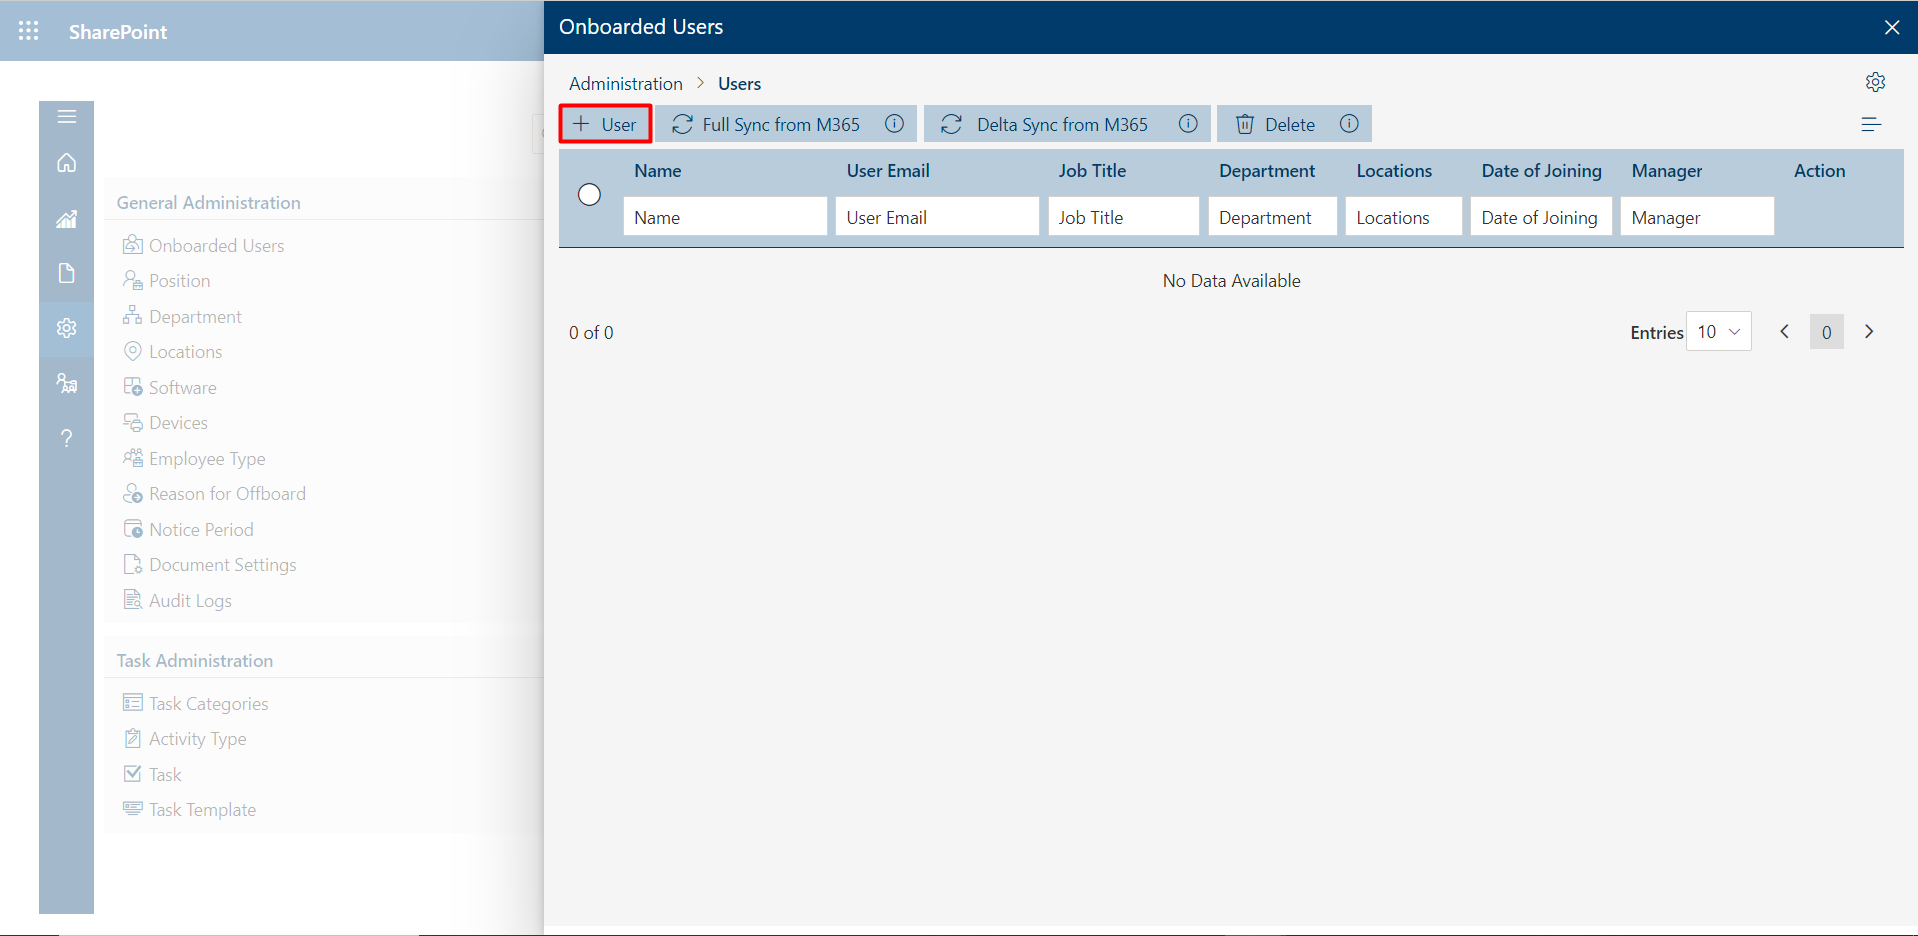 SharePoint
General Administration
Onboarded Users
Position
Department
Locations
Software
Devices
Employee Type
Reason for Offboard
Notice Period
Document Settings
Audit Logs
Task Administration
Task Categories
Activity Type
Task
Task Template
Onboarded Users
Administration > Users
+ User Full Sync from M365 Delta Sync from M365 Delete
Name User Email Job Title Department Locations Date of Joining Manager Action
Name User Email Job Title Department Locations Date of Joining Manager
No Data Available
0 of 0 Entries 10 < 0 >